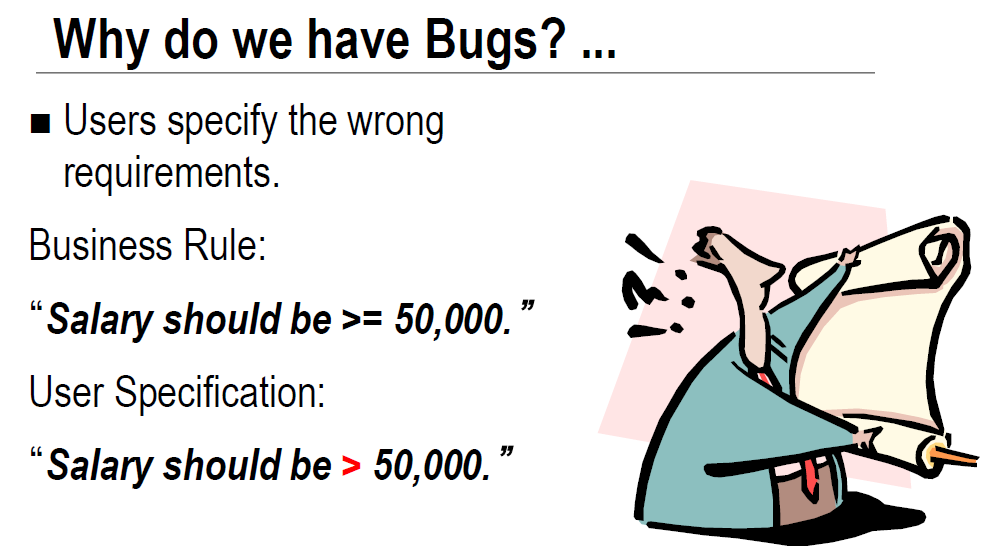 Why do we have Bugs? ...
■ Users specify the wrong
requirements.
Business Rule:
“Salary should be >= 50,000.”
User Specification:
“Salary should be > 50,000.”